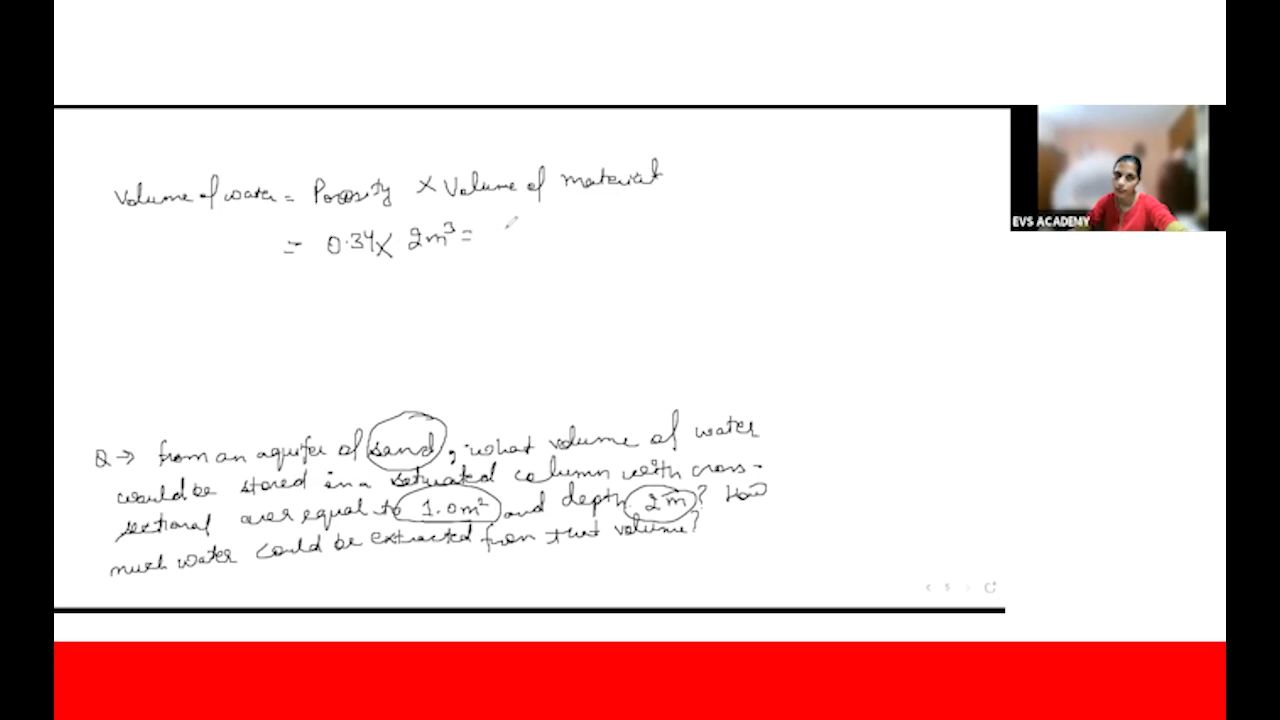 Volume of water = Porosity × Volume of material
= 0.34 × 2m³ =
EVS ACADEMY
Q → from an aquifer of sand, what volume of water
would be stored in a saturated column with cross-
sectional area equal to 1.0m² and depth 2m? How
much water could be extracted from that volume?
< 5 >